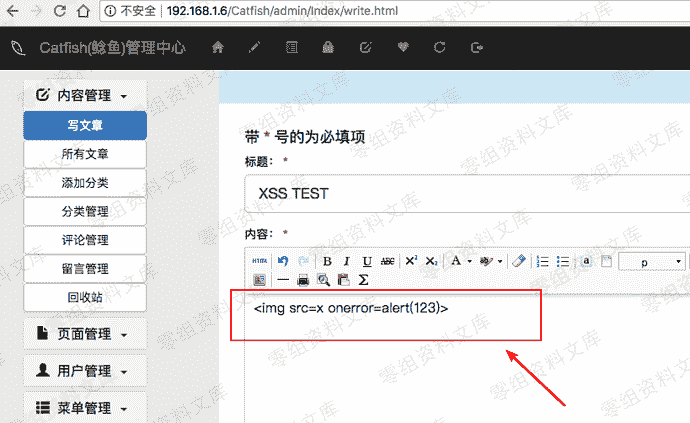 不安全 | 192.168.1.6/Catfish/admin/Index/write.html
Catfish(鲶鱼)管理中心
内容管理
写文章
所有文章
添加分类
分类管理
评论管理
留言管理
回收站
页面管理
用户管理
菜单管理
带 * 号的为必填项
标题： *
XSS TEST
内容： *
HTML B I U ABC X² X₂ A ab a p
Σ
<img src=x onerror=alert(123)>
零组资料文库